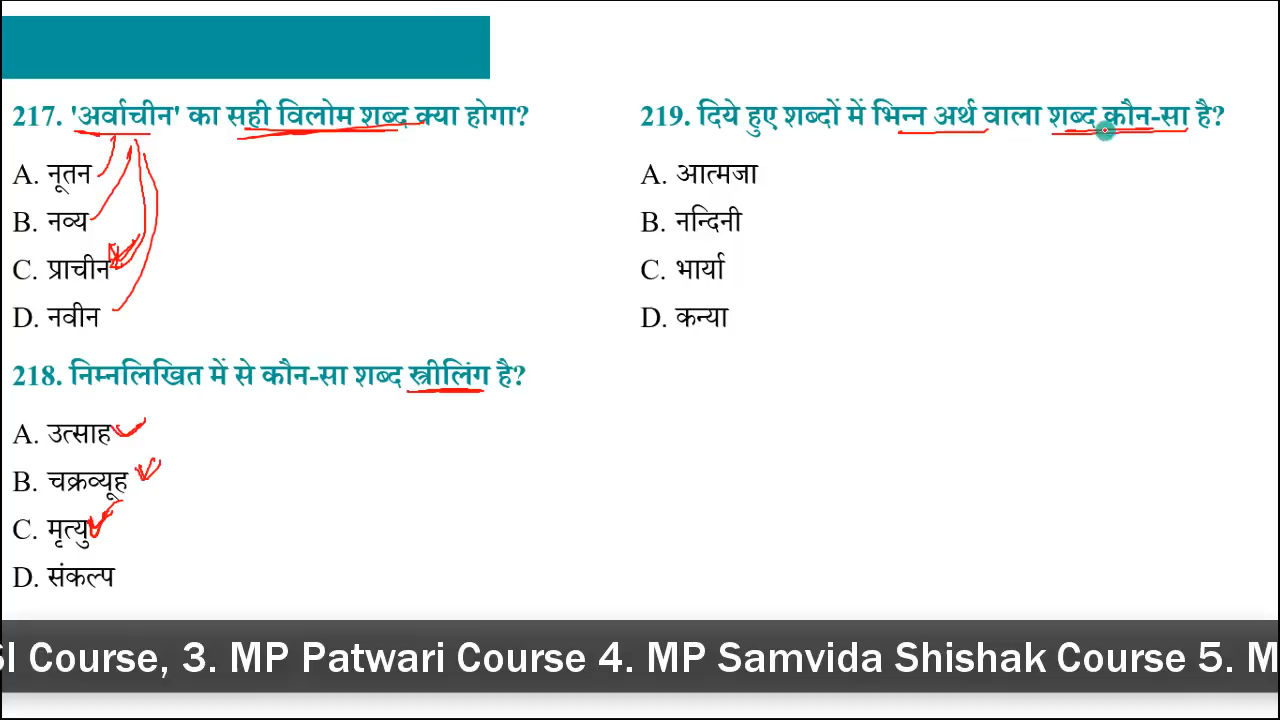 217. 'अर्वाचीन' का सही विलोम शब्द क्या होगा?
A. नूतन
B. नव्य
C. प्राचीन
D. नवीन
218. निम्नलिखित में से कौन-सा शब्द स्त्रीलिंग है?
A. उत्साह
B. चक्रव्यूह
C. मृत्यु
D. संकल्प
219. दिये हुए शब्दों में भिन्न अर्थ वाला शब्द कौन-सा है?
A. आत्मजा
B. नन्दिनी
C. भार्या
D. कन्या
SI Course, 3. MP Patwari Course 4. MP Samvida Shishak Course 5. M